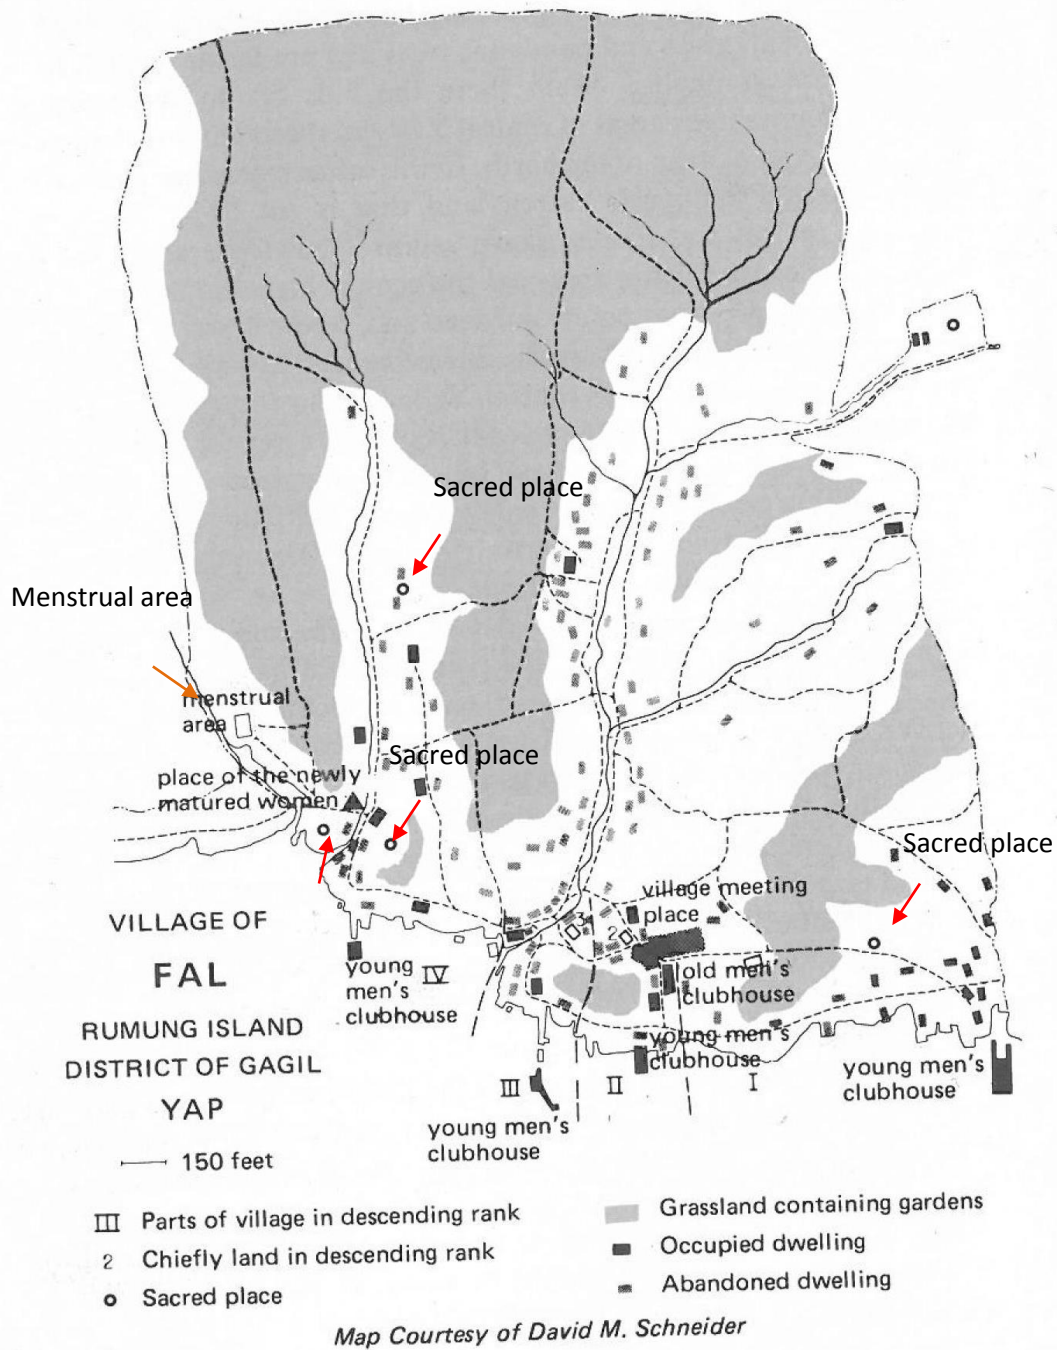 Sacred place
Menstrual area
menstrual
area
Sacred place
place of the newly
matured women
Sacred place
village meeting
place
3
2
VILLAGE OF
FAL
RUMUNG ISLAND
DISTRICT OF GAGIL
YAP
150 feet
young
men's
clubhouse
IV
old men's
clubhouse
young men's
clubhouse
III
II
I
young men's
clubhouse
young men's
clubhouse
III Parts of village in descending rank
2 Chiefly land in descending rank
Sacred place
Grassland containing gardens
Occupied dwelling
Abandoned dwelling
Map Courtesy of David M. Schneider